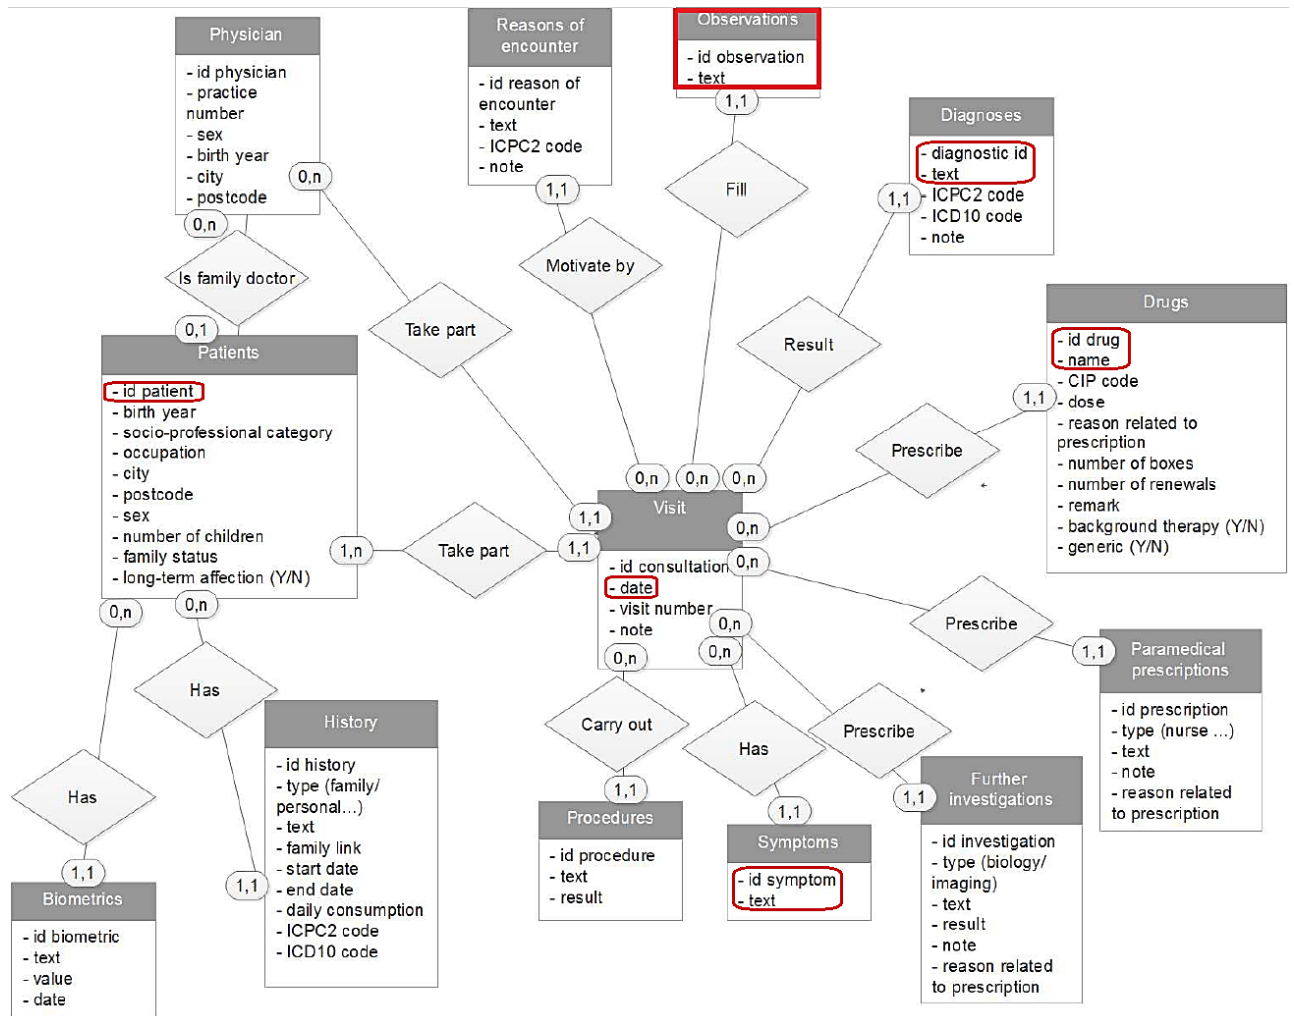 Physician
- id physician
- practice
number
- sex
- birth year
- city
- postcode
0,n
0,n
Is family doctor
0,1
Reasons of
encounter
- id reason of
encounter
- text
- ICPC2 code
- note
1,1
Motivate by
Observations
- id observation
- text
1,1
Fill
Diagnoses
- diagnostic id
- text
- ICPC2 code
- ICD10 code
- note
1,1
Result
Drugs
- id drug
- name
- CIP code
- dose
- reason related to
prescription
- number of boxes
- number of renewals
- remark
- background therapy (Y/N)
- generic (Y/N)
1,1
Prescribe
Take part
Patients
- id patient
- birth year
- socio-professional category
- occupation
- city
- postcode
- sex
- number of children
- family status
- long-term affection (Y/N)
1,n
Take part
0,n
0,n
0,n
0,n
0,n
1,1
1,1
Visit
- id consultation
- date
- visit number
- note
0,n
0,n
0,n
0,n
0,n
0,n
Prescribe
1,1
Paramedical
prescriptions
- id prescription
- type (nurse ...)
- text
- note
- reason related
to prescription
Has
Has
1,1
Biometrics
- id biometric
- text
- value
- date
1,1
History
- id history
- type (family/
personal...)
- text
- family link
- start date
- end date
- daily consumption
- ICPC2 code
- ICD10 code
Carry out
1,1
Procedures
- id procedure
- text
- result
Has
1,1
Symptoms
- id symptom
- text
Prescribe
1,1
Further
investigations
- id investigation
- type (biology/
imaging)
- text
- result
- note
- reason related
to prescription